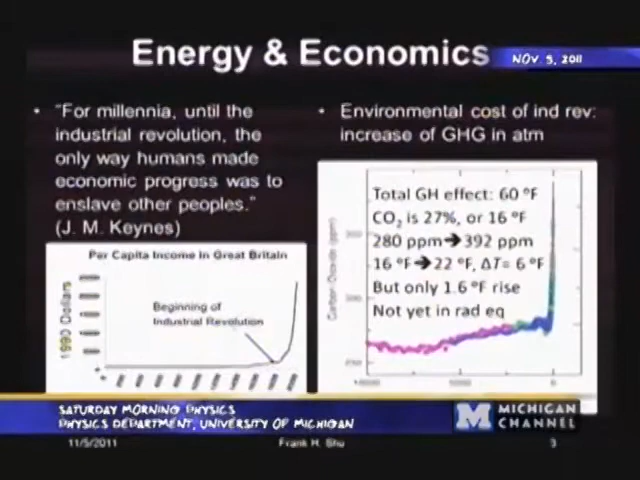 Energy & Economics
NOV. 5, 2011
• "For millennia, until the
industrial revolution, the
only way humans made
economic progress was to
enslave other peoples."
(J. M. Keynes)
• Environmental cost of ind rev:
increase of GHG in atm
Per Capita Income in Great Britain
1990 Dollars
Beginning of
Industrial Revolution
Total GH effect: 60 °F
CO₂ is 27%, or 16 °F
280 ppm➔392 ppm
16 °F➔22 °F, ΔT= 6 °F
But only 1.6 °F rise
Not yet in rad eq
Carbon Dioxide (ppm)
0
SATURDAY MORNING PHYSICS
PHYSICS DEPARTMENT, UNIVERSITY OF MICHIGAN
M MICHIGAN
CHANNEL
11/5/2011
Frank H. Shu
3